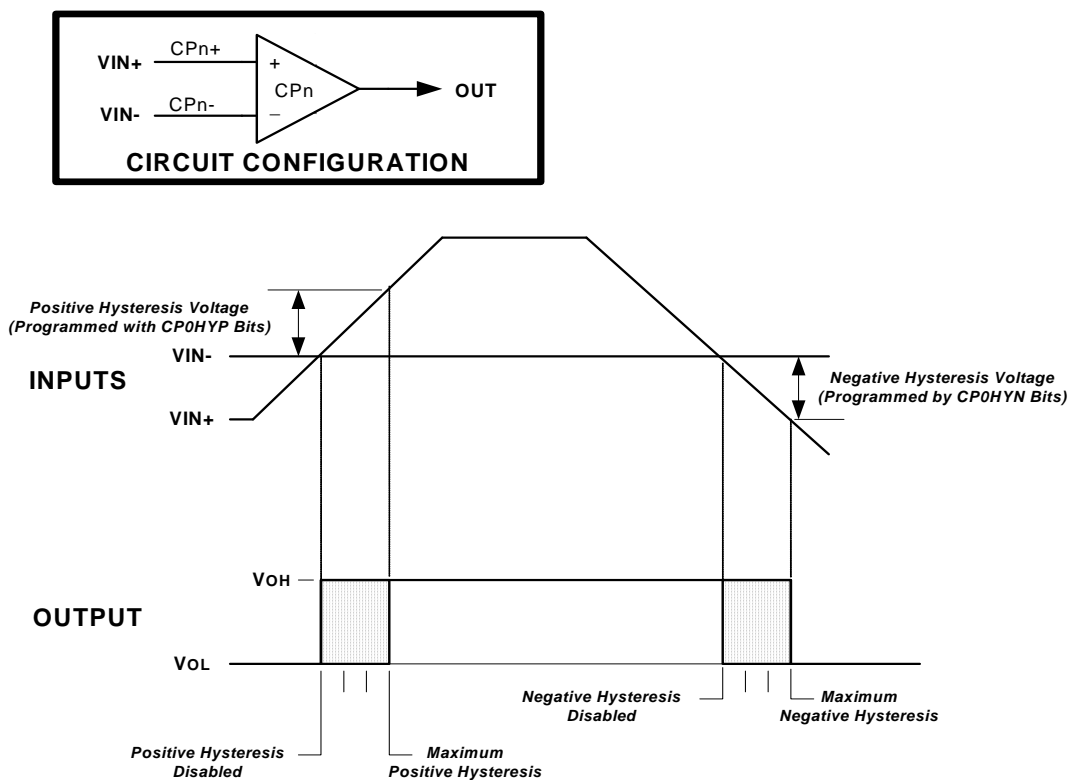 VIN+
CPn+
+
CPn
OUT
VIN-
CPn-
−
CIRCUIT CONFIGURATION
Positive Hysteresis Voltage
(Programmed with CP0HYP Bits)
VIN-
INPUTS
VIN+
Negative Hysteresis Voltage
(Programmed by CP0HYN Bits)
VOH
OUTPUT
VOL
Negative Hysteresis
Disabled
Maximum
Negative Hysteresis
Positive Hysteresis
Disabled
Maximum
Positive Hysteresis